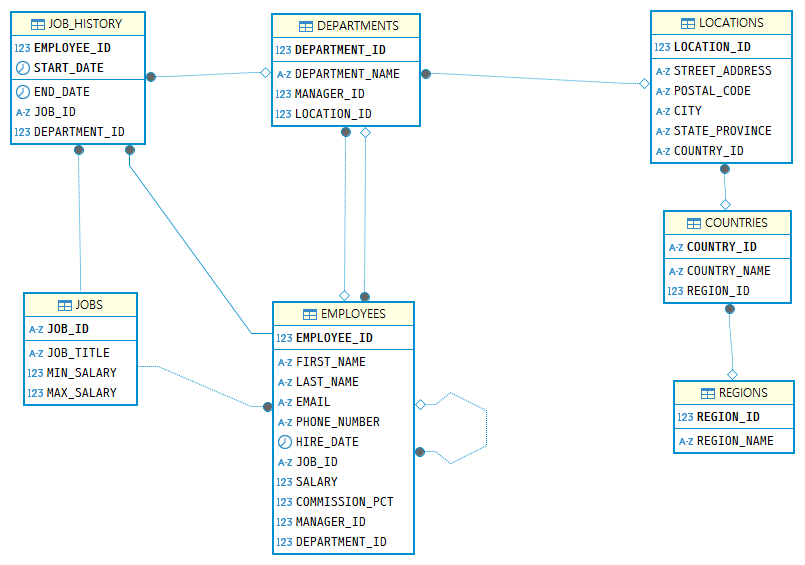 JOB_HISTORY
123 EMPLOYEE_ID
START_DATE
END_DATE
A-Z JOB_ID
123 DEPARTMENT_ID
DEPARTMENTS
123 DEPARTMENT_ID
A-Z DEPARTMENT_NAME
123 MANAGER_ID
123 LOCATION_ID
LOCATIONS
123 LOCATION_ID
A-Z STREET_ADDRESS
A-Z POSTAL_CODE
A-Z CITY
A-Z STATE_PROVINCE
A-Z COUNTRY_ID
COUNTRIES
A-Z COUNTRY_ID
A-Z COUNTRY_NAME
123 REGION_ID
JOBS
A-Z JOB_ID
A-Z JOB_TITLE
123 MIN_SALARY
123 MAX_SALARY
EMPLOYEES
123 EMPLOYEE_ID
A-Z FIRST_NAME
A-Z LAST_NAME
A-Z EMAIL
A-Z PHONE_NUMBER
HIRE_DATE
A-Z JOB_ID
123 SALARY
123 COMMISSION_PCT
123 MANAGER_ID
123 DEPARTMENT_ID
REGIONS
123 REGION_ID
A-Z REGION_NAME